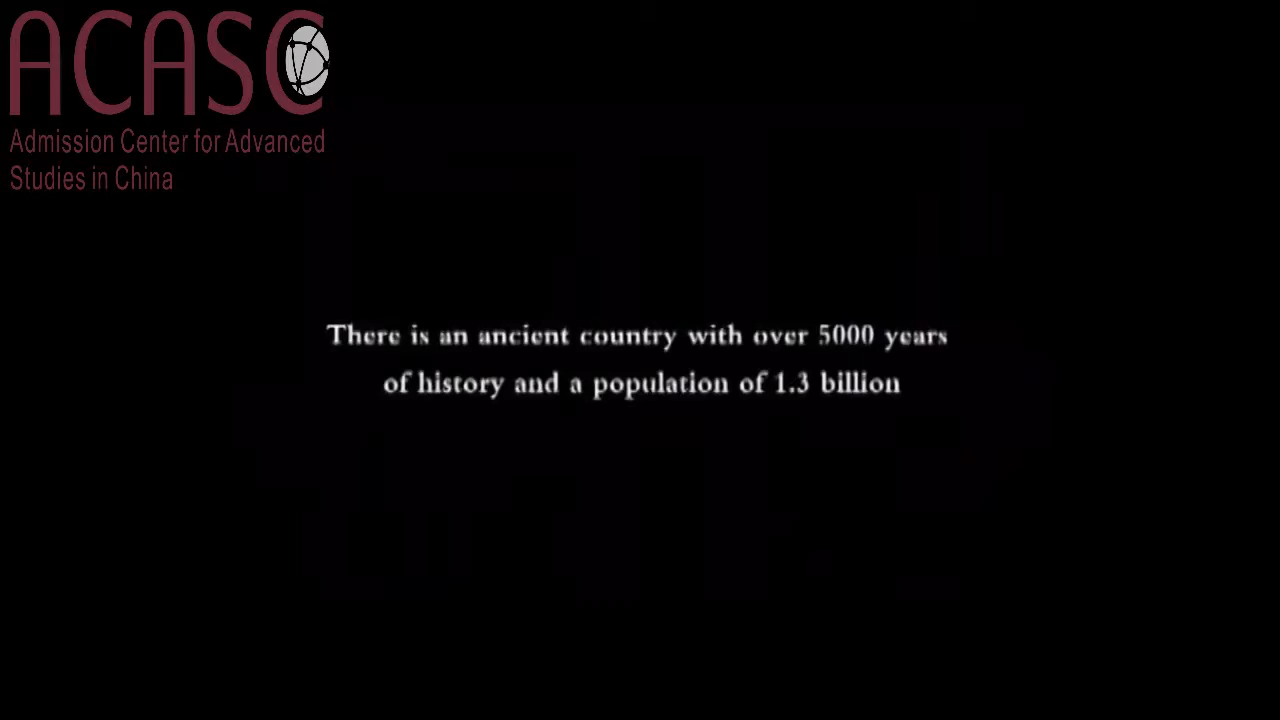 ACASC
Admission Center for Advanced
Studies in China
There is an ancient country with over 5000 years
of history and a population of 1.3 billion